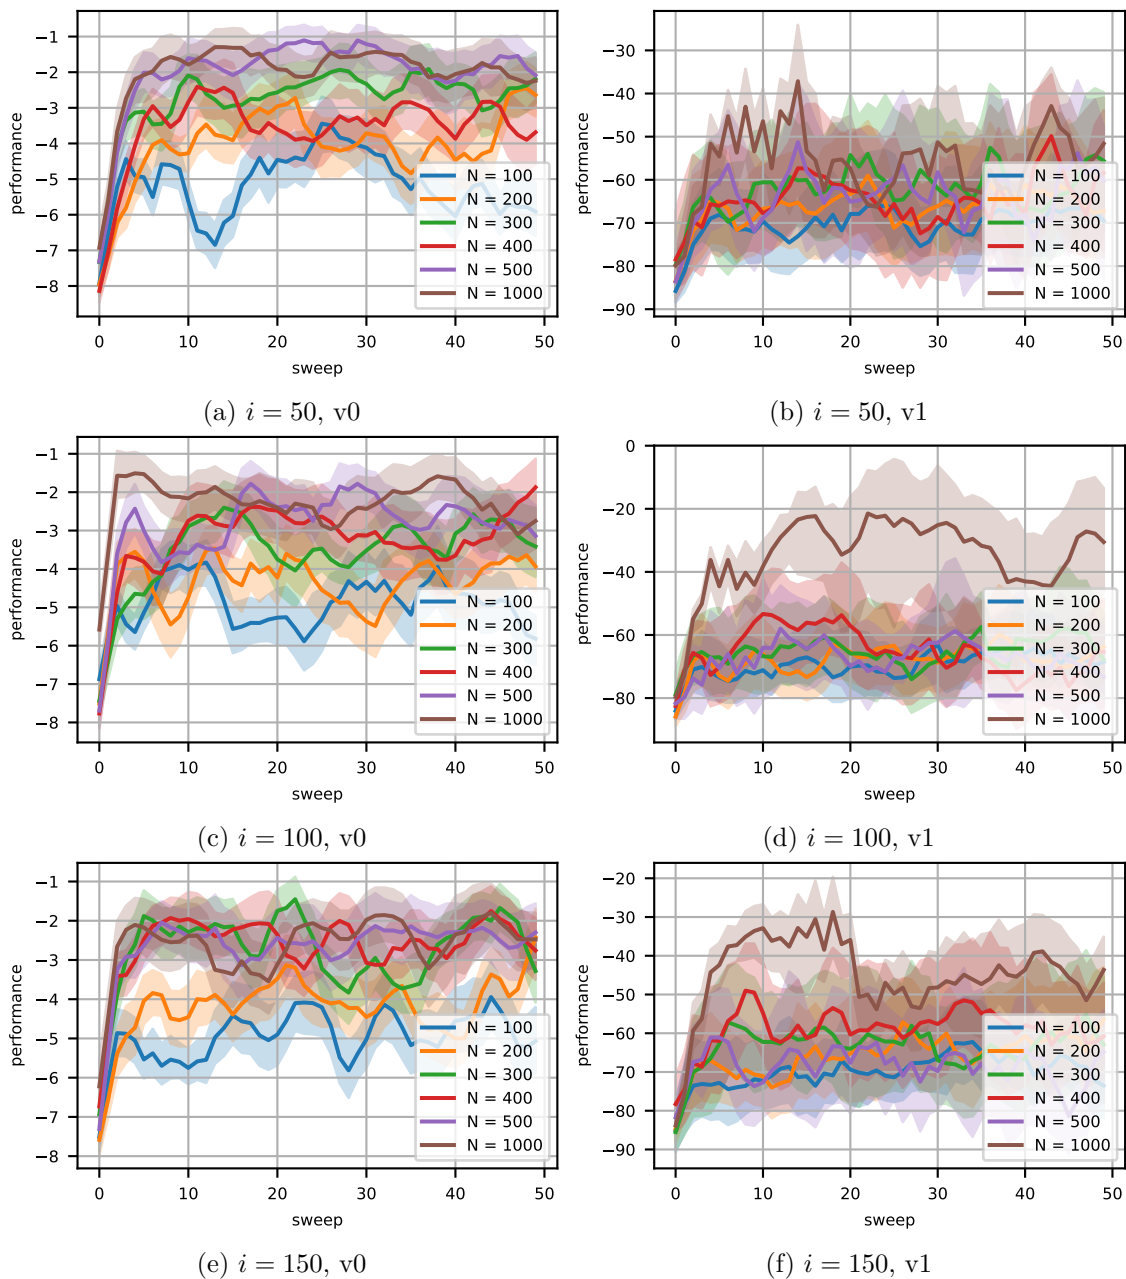 −1
−2
−3
−4
−5
−6
−7
−8
performance
0 10 20 30 40 50
sweep
N = 100
N = 200
N = 300
N = 400
N = 500
N = 1000
(a) i = 50, v0
−30
−40
−50
−60
−70
−80
−90
performance
0 10 20 30 40 50
sweep
N = 100
N = 200
N = 300
N = 400
N = 500
N = 1000
(b) i = 50, v1
−1
−2
−3
−4
−5
−6
−7
−8
performance
0 10 20 30 40 50
sweep
N = 100
N = 200
N = 300
N = 400
N = 500
N = 1000
(c) i = 100, v0
0
−20
−40
−60
−80
performance
0 10 20 30 40 50
sweep
N = 100
N = 200
N = 300
N = 400
N = 500
N = 1000
(d) i = 100, v1
−1
−2
−3
−4
−5
−6
−7
−8
performance
0 10 20 30 40 50
sweep
N = 100
N = 200
N = 300
N = 400
N = 500
N = 1000
(e) i = 150, v0
−20
−30
−40
−50
−60
−70
−80
−90
performance
0 10 20 30 40 50
sweep
N = 100
N = 200
N = 300
N = 400
N = 500
N = 1000
(f) i = 150, v1